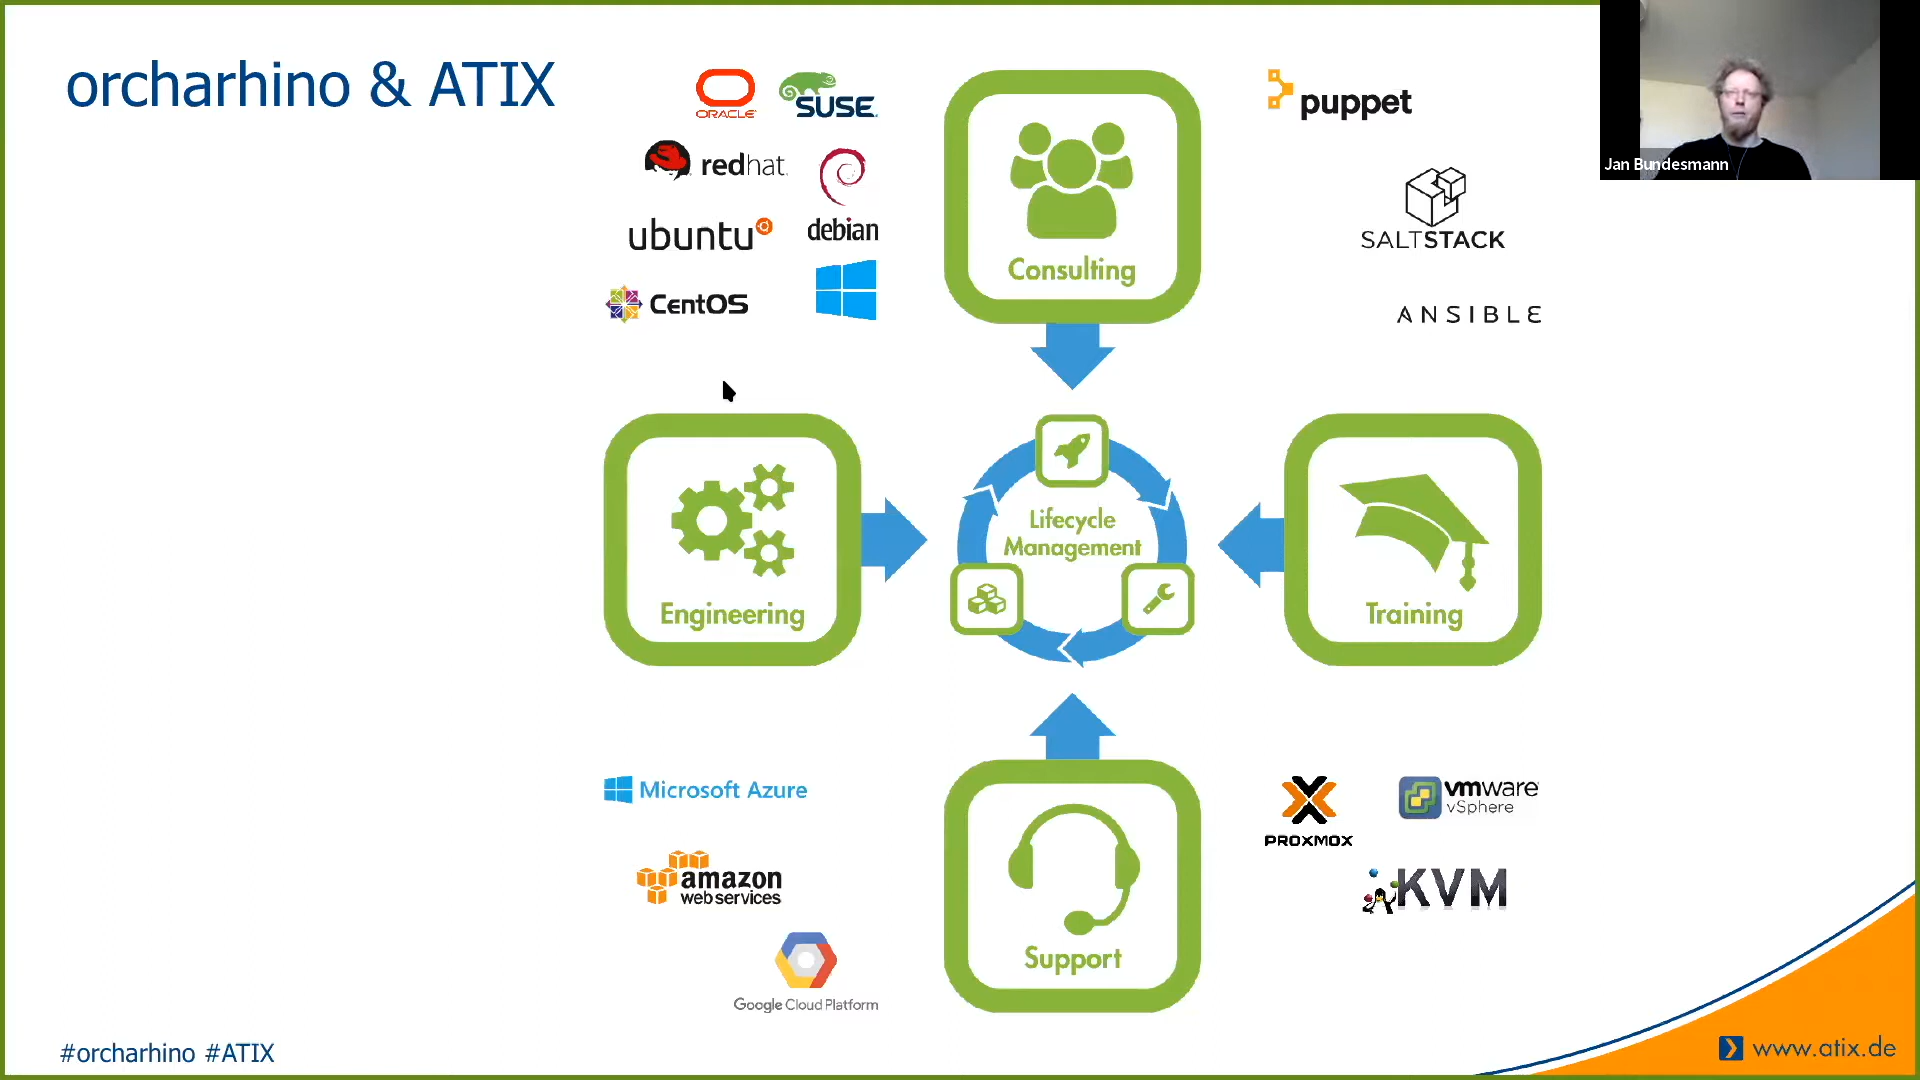 orcharhino & ATIX
ORACLE
SUSE
redhat
debian
ubuntu
CentOS
Consulting
puppet
SALTSTACK
ANSIBLE
Jan Bundesmann
Engineering
Lifecycle
Management
Training
Microsoft Azure
amazon
web services
Google Cloud Platform
Support
PROXMOX
vmware
vSphere
KVM
#orcharhino #ATIX
www.atix.de